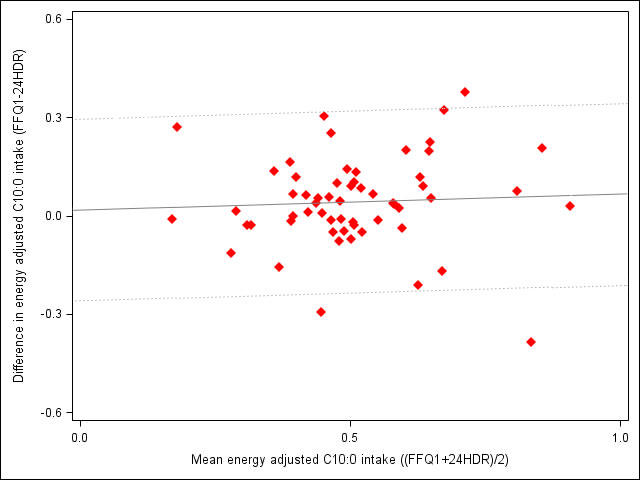 Difference in energy adjusted C10:0 intake (FFQ1-24HDR)
0.6
0.3
0.0
-0.3
-0.6
0.0 0.5 1.0
Mean energy adjusted C10:0 intake ((FFQ1+24HDR)/2)